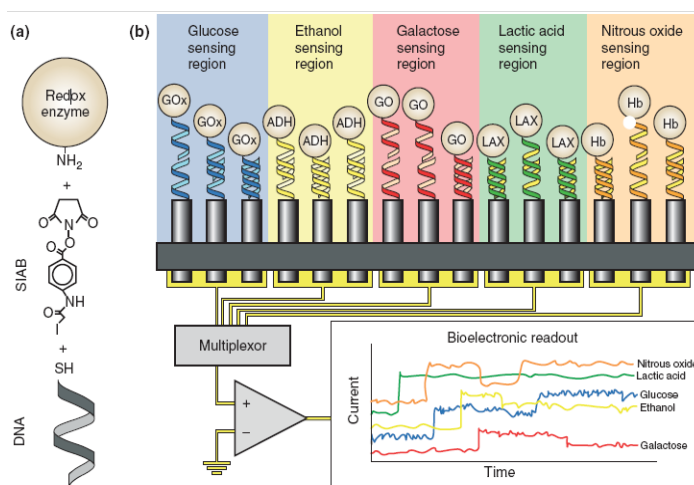 (a)
Redox
enzyme
NH2
+
O
N
O
O
O
SIAB
NH
O
I
+
SH
DNA
(b)
Glucose
sensing
region
Ethanol
sensing
region
Galactose
sensing
region
Lactic acid
sensing
region
Nitrous oxide
sensing
region
GOx
GOx
GOx
ADH
ADH
ADH
GO
GO
GO
LAX
LAX
LAX
Hb
Hb
Multiplexor
+
−
Bioelectronic readout
Current
Time
Nitrous oxide
Lactic acid
Glucose
Ethanol
Galactose